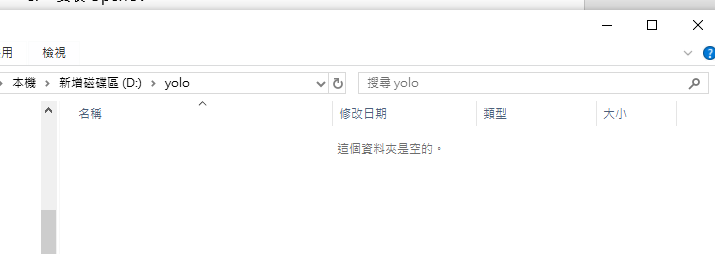 用 檢視
本機 新增磁碟區 (D:) yolo 搜尋 yolo
名稱 修改日期 類型 大小
這個資料夾是空的。